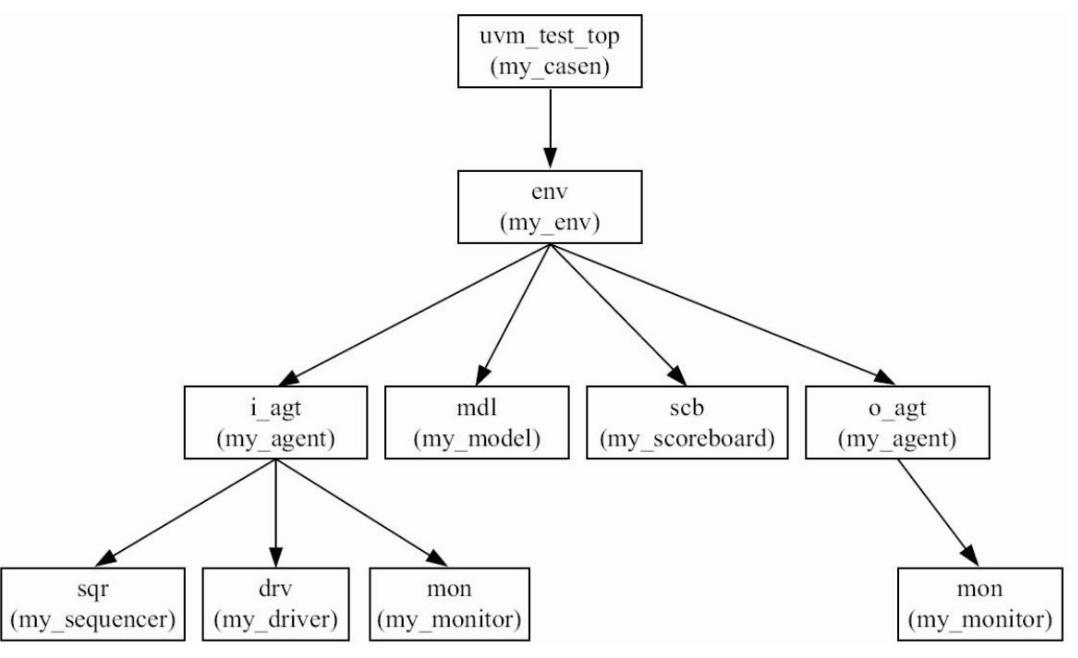 uvm_test_top
(my_casen)
env
(my_env)
i_agt
(my_agent)
mdl
(my_model)
scb
(my_scoreboard)
o_agt
(my_agent)
sqr
(my_sequencer)
drv
(my_driver)
mon
(my_monitor)
mon
(my_monitor)